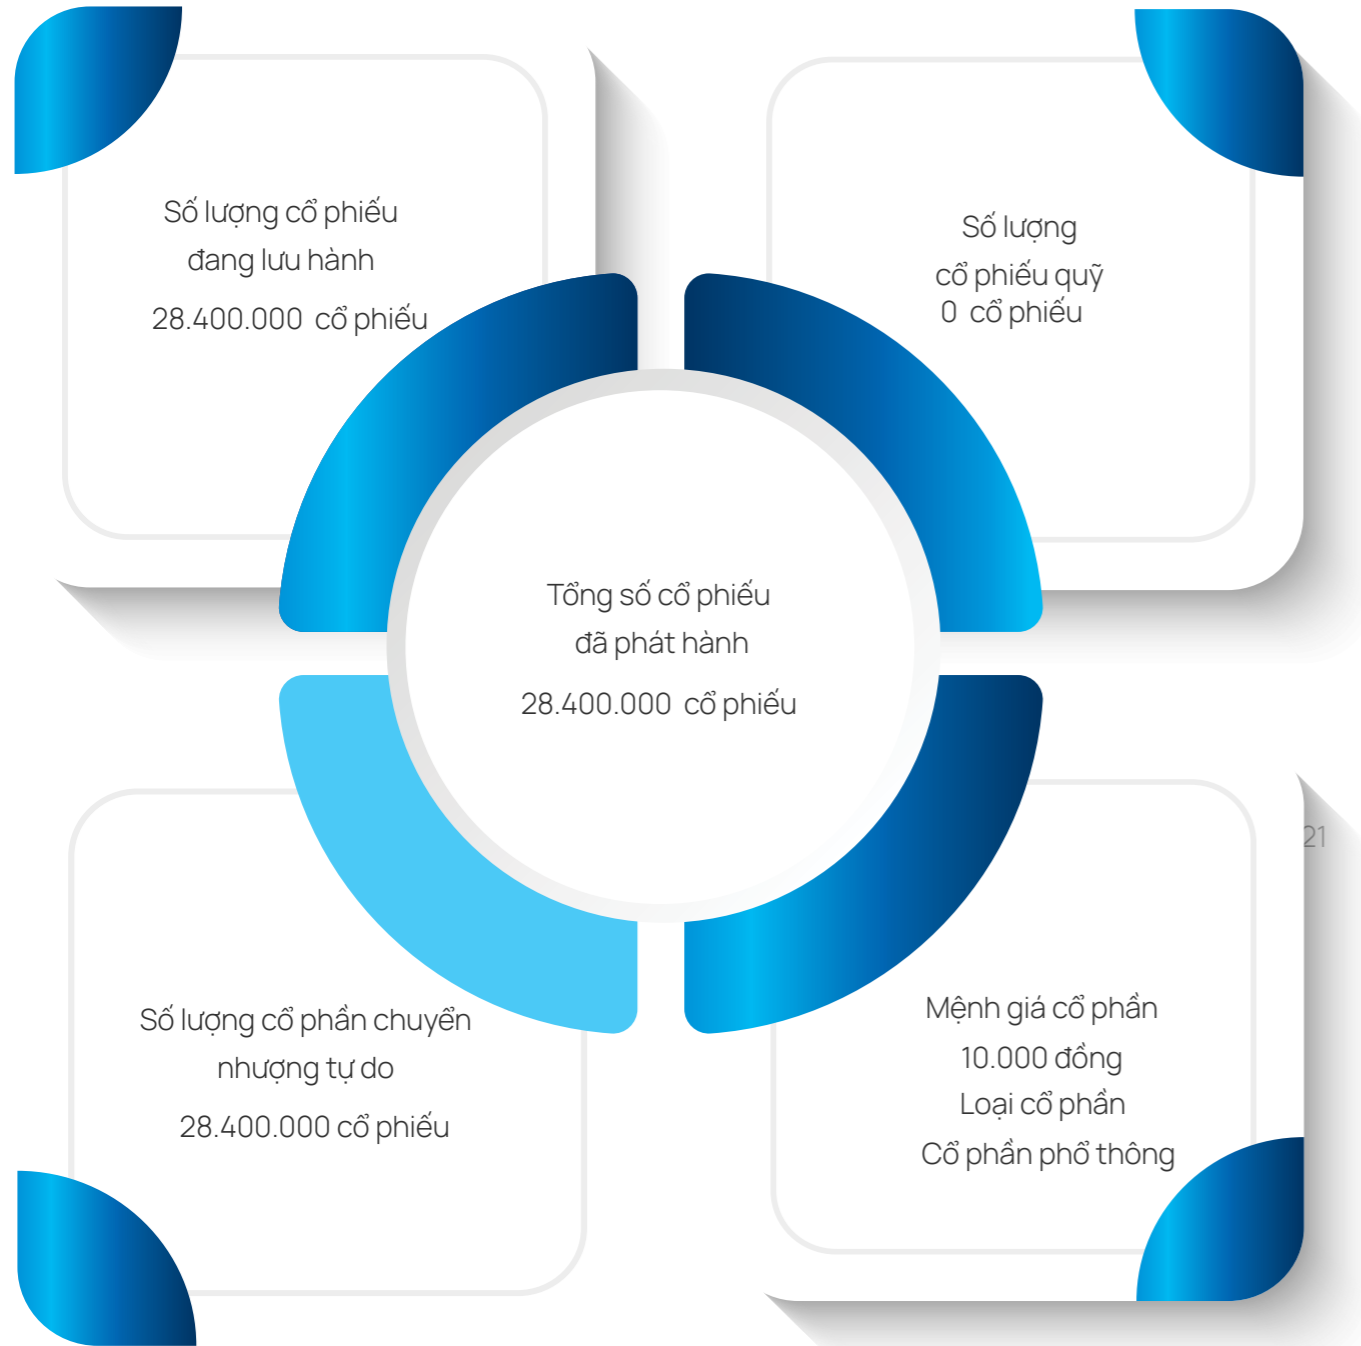 Số lượng cổ phiếu
đang lưu hành
28.400.000 cổ phiếu
Số lượng
cổ phiếu quỹ
0 cổ phiếu
Tổng số cổ phiếu
đã phát hành
28.400.000 cổ phiếu
21
Số lượng cổ phần chuyển
nhượng tự do
28.400.000 cổ phiếu
Mệnh giá cổ phần
10.000 đồng
Loại cổ phần
Cổ phần phổ thông